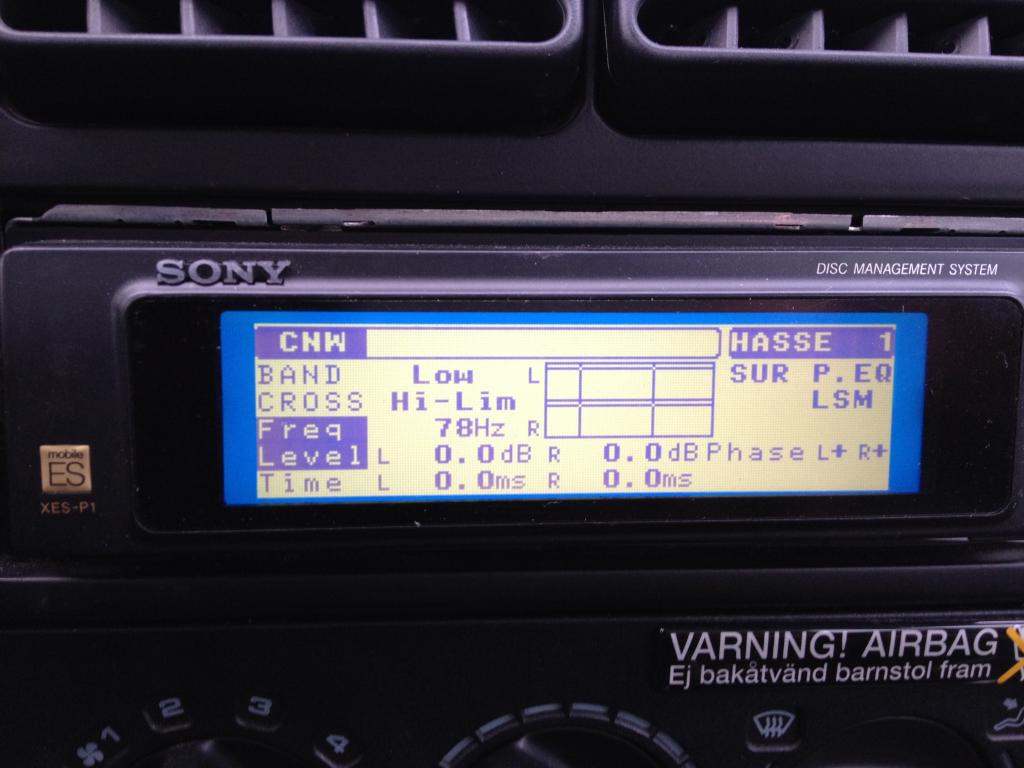 SONY
DISC MANAGEMENT SYSTEM
CNW
HASSE 1
BAND Low L SUR P.EQ
CROSS Hi-Lim LSM
Freq 78Hz R
Level L 0.0dB R 0.0dB Phase L+ R+
Time L 0.0ms R 0.0ms
mobile
ES
XES-P1
VARNING! AIRBAG
Ej bakåtvänd barnstol fram
1 2 3 4